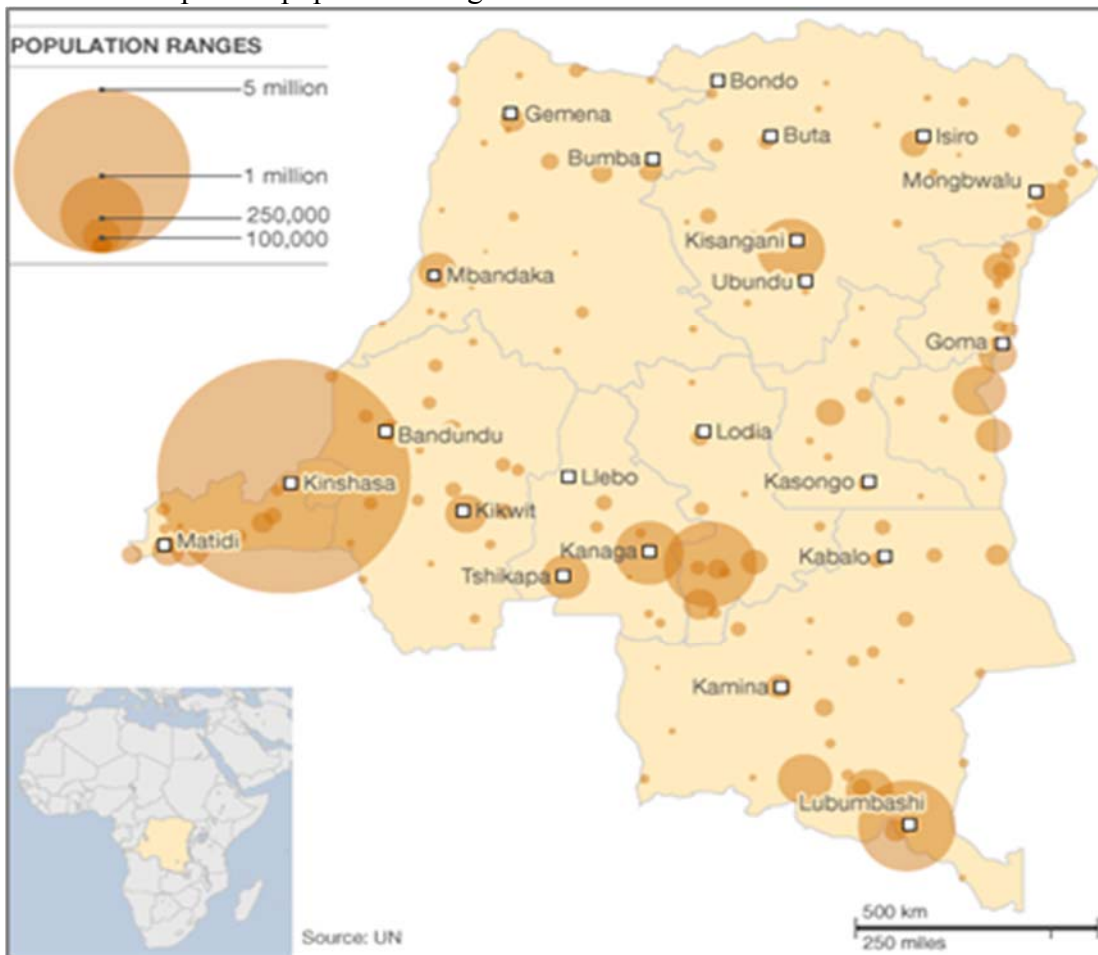 POPULATION RANGES
5 million
1 million
250,000
100,000
Bondo
Gemena
Buta
Isiro
Bumba
Mongbwalu
Kisangani
Mbandaka
Ubundu
Goma
Bandundu
Lodia
Kinshasa
Llebo
Kasongo
Kikwit
Matidi
Kanaga
Kabalo
Tshikapa
Kamina
Lubumbashi
500 km
250 miles
Source: UN